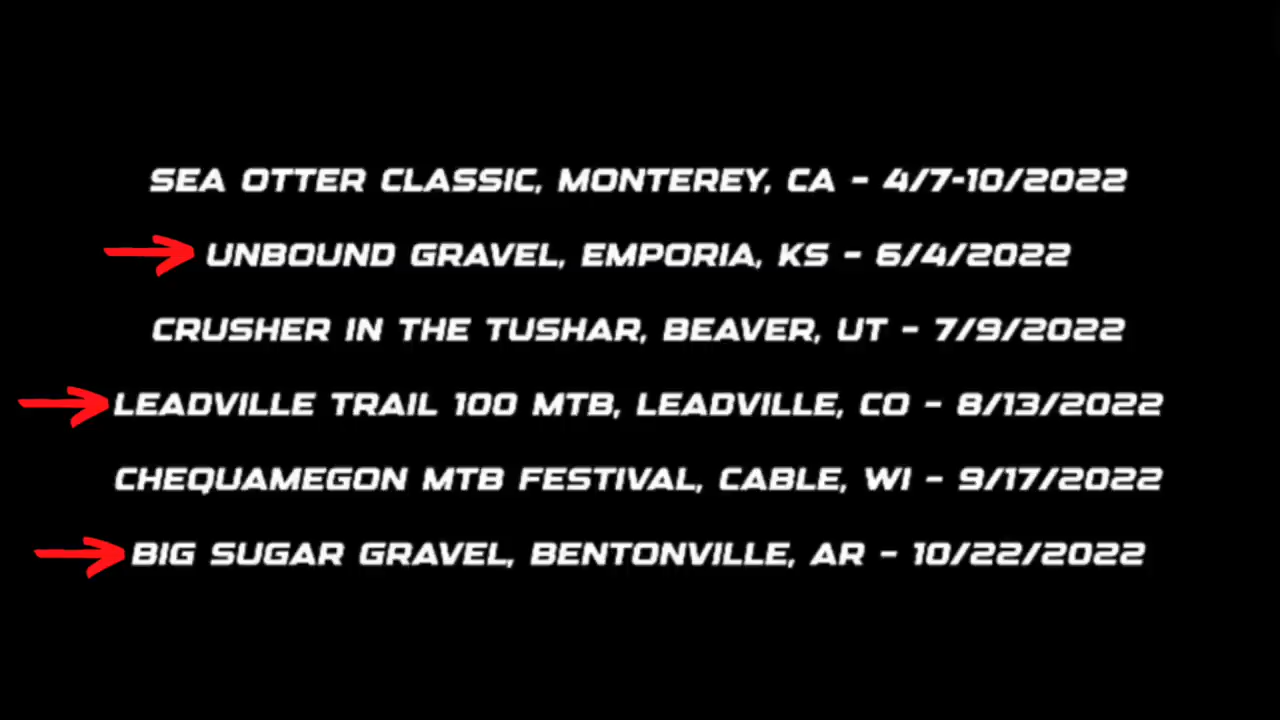 SEA OTTER CLASSIC, MONTEREY, CA - 4/7-10/2022
UNBOUND GRAVEL, EMPORIA, KS - 6/4/2022
CRUSHER IN THE TUSHAR, BEAVER, UT - 7/9/2022
LEADVILLE TRAIL 100 MTB, LEADVILLE, CO - 8/13/2022
CHEQUAMEGON MTB FESTIVAL, CABLE, WI - 9/17/2022
BIG SUGAR GRAVEL, BENTONVILLE, AR - 10/22/2022